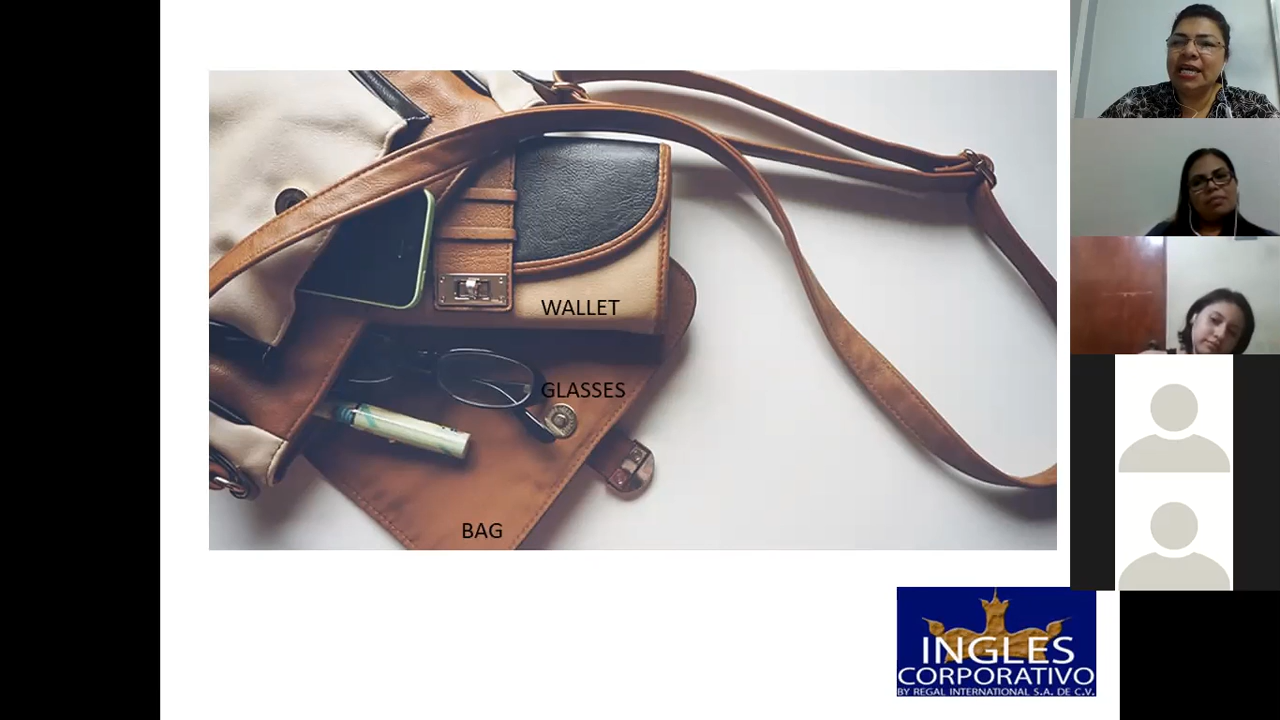 WALLET
GLASSES
BAG
INGLES
CORPORATIVO
BY REGAL INTERNATIONAL S.A. DE C.V.